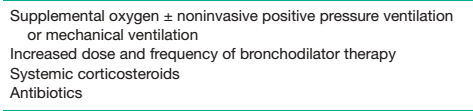 Supplemental oxygen ± noninvasive positive pressure ventilation
or mechanical ventilation
Increased dose and frequency of bronchodilator therapy
Systemic corticosteroids
Antibiotics